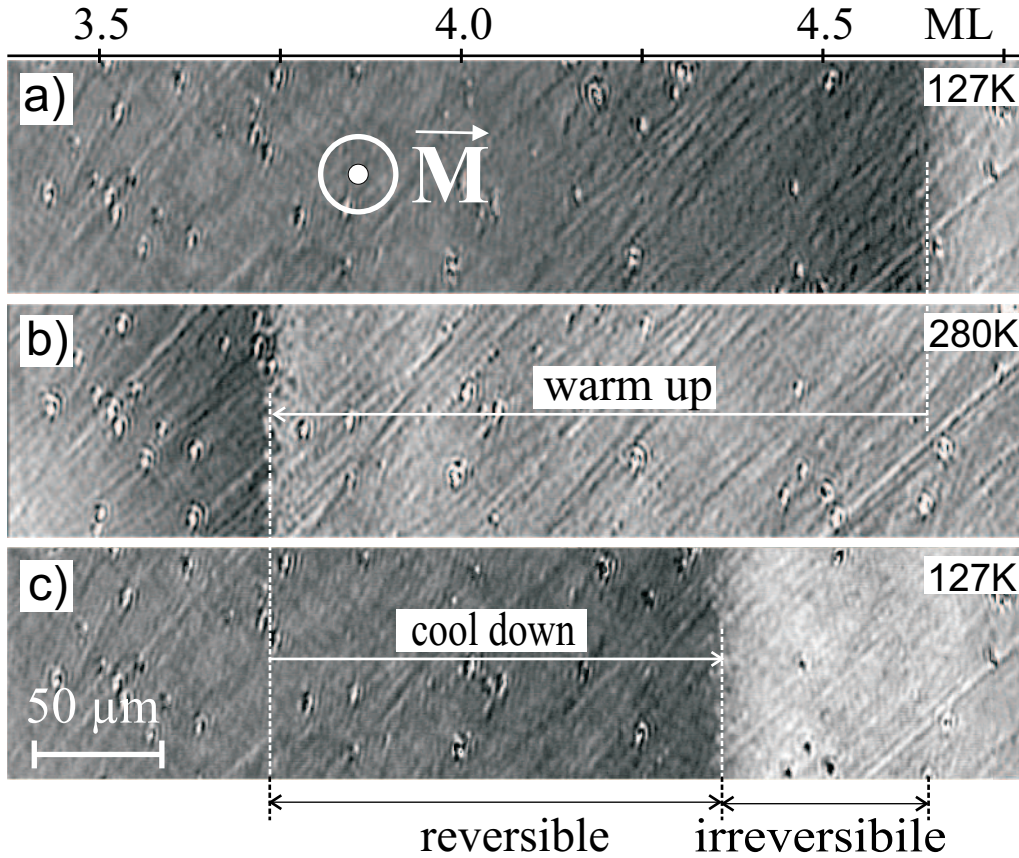 3.5 4.0 4.5 ML
a) 127K
M
b) 280K
warm up
c) 127K
cool down
50 µm
reversible irreversibile